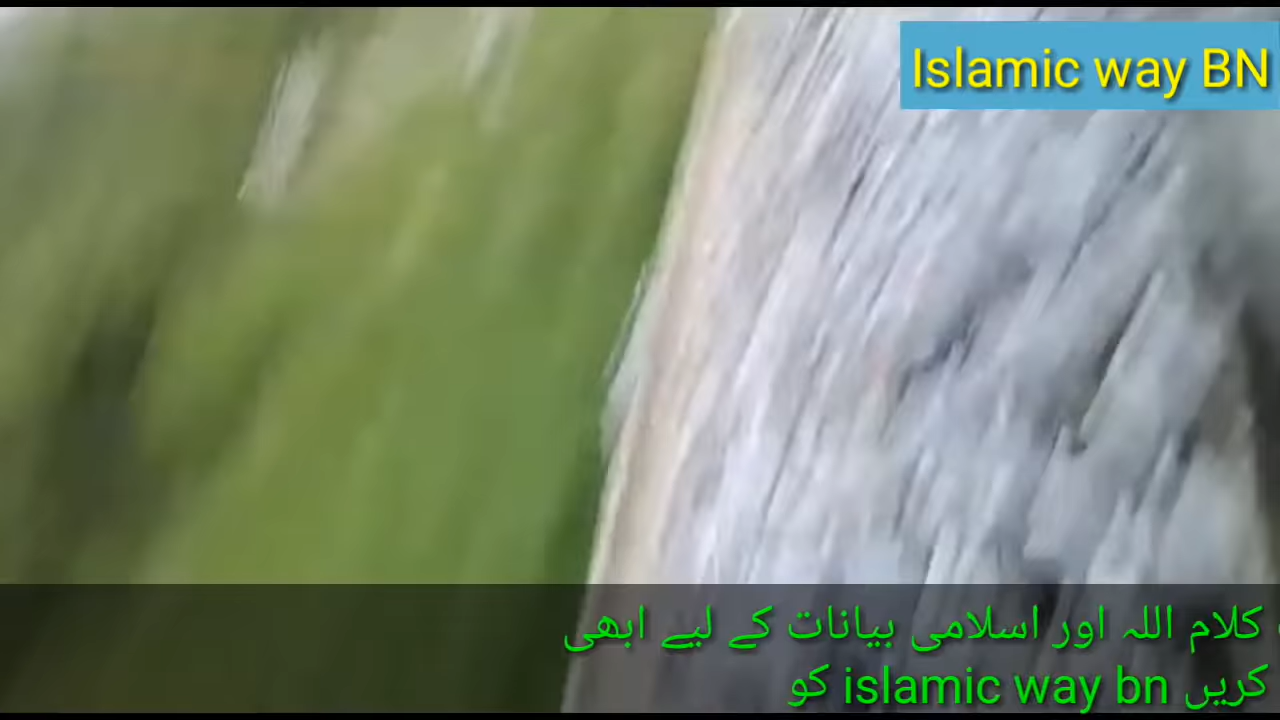 Islamic way BN
کلام اللہ اور اسلامی بیانات کے لیے ابھی
کریں islamic way bn کو